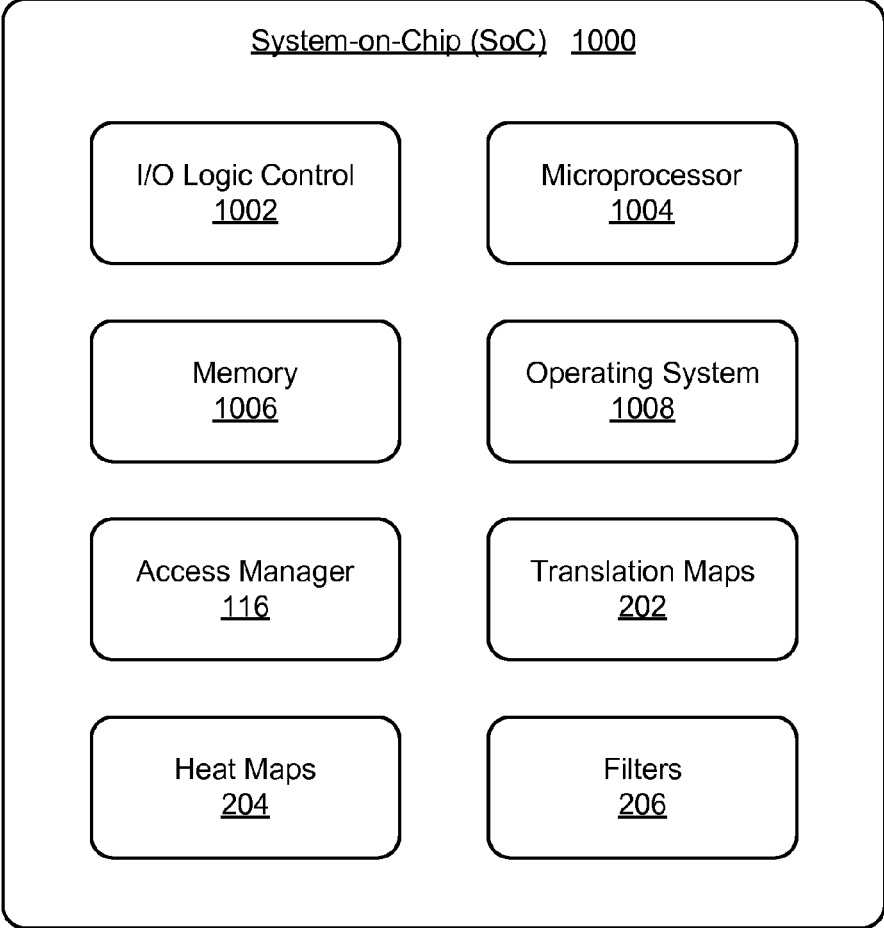 System-on-Chip (SoC) 1000
I/O Logic Control
1002
Microprocessor
1004
Memory
1006
Operating System
1008
Access Manager
116
Translation Maps
202
Heat Maps
204
Filters
206